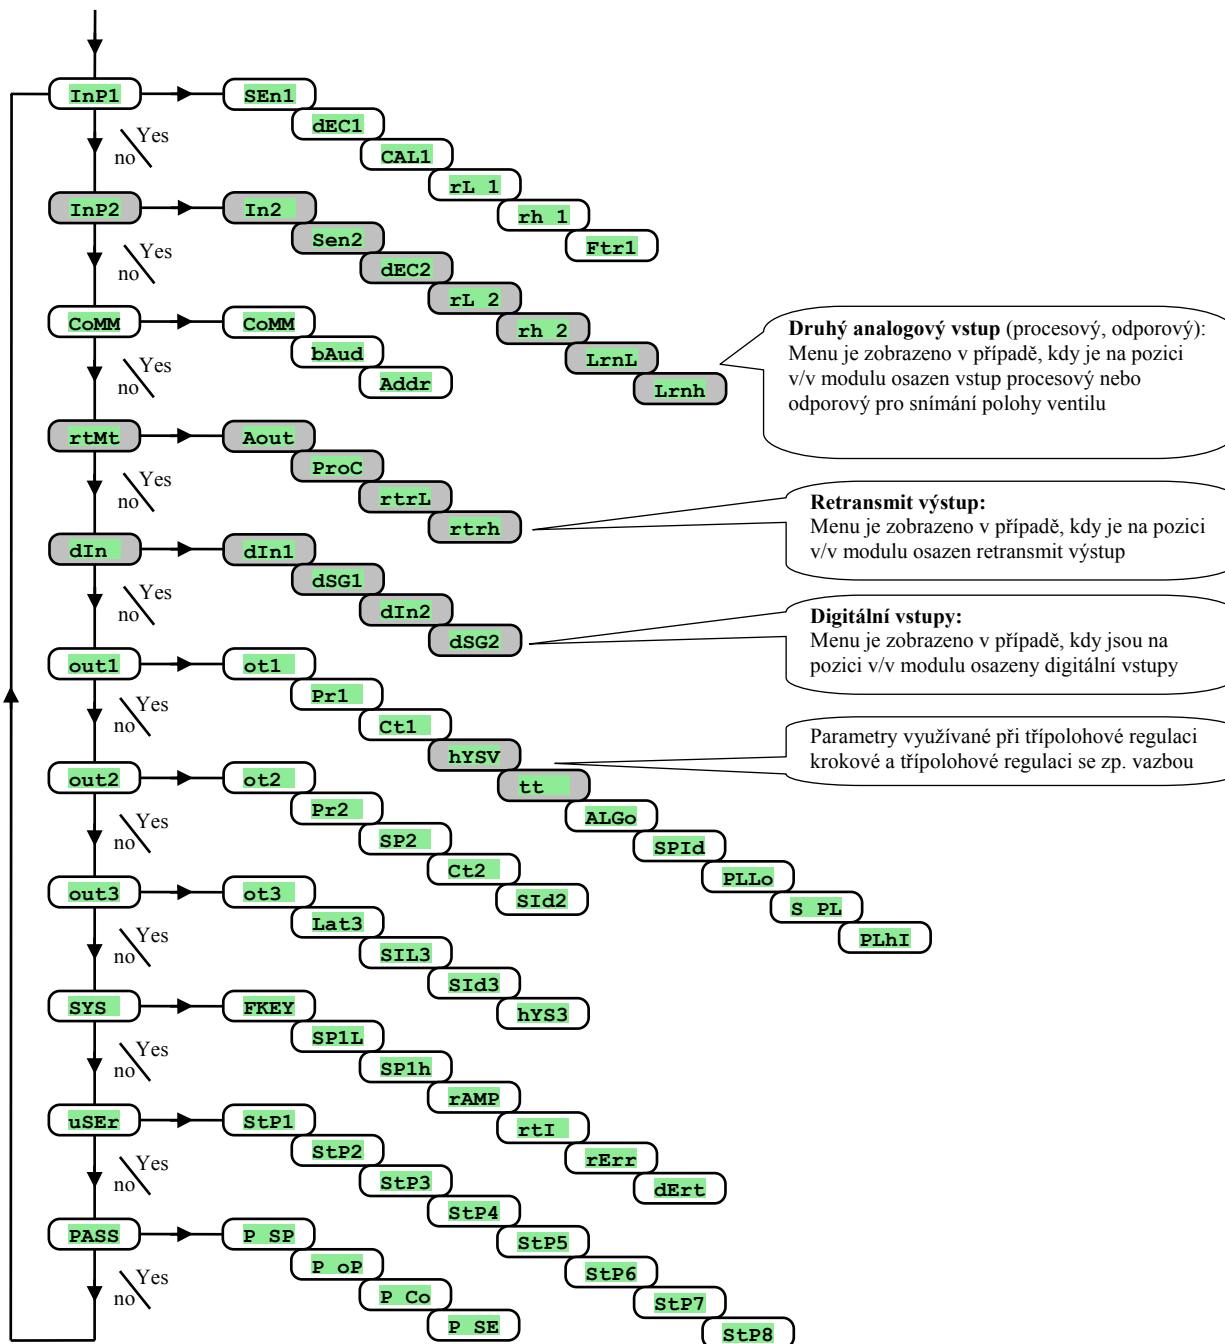 InP1 SEn1
dEC1
Yes
no
CAL1
rL 1
InP2 In2 rh 1
Sen2 Ftr1
Yes
no
dEC2
rL 2
CoMM CoMM rh 2
bAud LrnL
Yes
no
Addr Lrnh
Druhý analogový vstup (procesový, odporový):
Menu je zobrazeno v případě, kdy je na pozici
v/v modulu osazen vstup procesový nebo
odporový pro snímání polohy ventilu
rtMt Aout
ProC
Yes
no
rtrL
rtrh
Retransmit výstup:
Menu je zobrazeno v případě, kdy je na pozici
v/v modulu osazen retransmit výstup
dIn dIn1
dSG1
Yes
no
dIn2
dSG2
Digitální vstupy:
Menu je zobrazeno v případě, kdy jsou na
pozici v/v modulu osazeny digitální vstupy
out1 ot1
Pr1
Yes
no
Ct1
hYSV
Parametry využívané při třípolohové regulaci
krokové a třípolohové regulaci se zp. vazbou
out2 ot2 tt
Pr2 ALGo
Yes
no
SP2 SPId
Ct2 PLLo
out3 ot3 SId2 S PL
Lat3 PLhI
Yes
no
SIL3
SId3
SYS FKEY hYS3
SP1L
Yes
no
SP1h
rAMP
uSEr StP1 rtI
StP2 rErr
Yes
no
StP3 dErt
StP4
PASS P SP StP5
P oP StP6
Yes
no
P Co StP7
P SE StP8